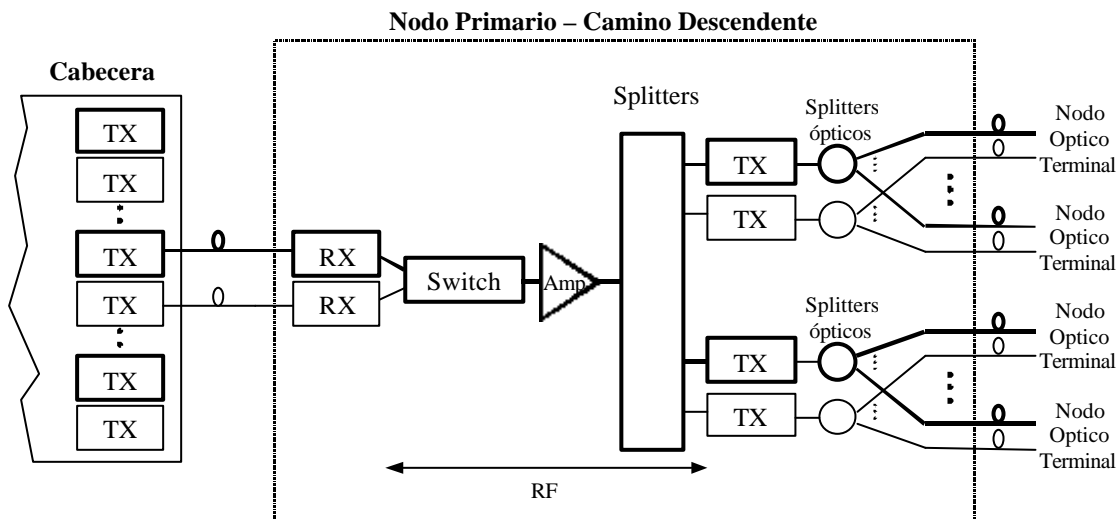 Nodo Primario – Camino Descendente
Cabecera
TX
TX
TX
TX
TX
TX
RX
RX
Switch
Amp
Splitters
TX
TX
TX
TX
Splitters
ópticos
Splitters
ópticos
Nodo
Optico
Terminal
Nodo
Optico
Terminal
Nodo
Optico
Terminal
Nodo
Optico
Terminal
RF